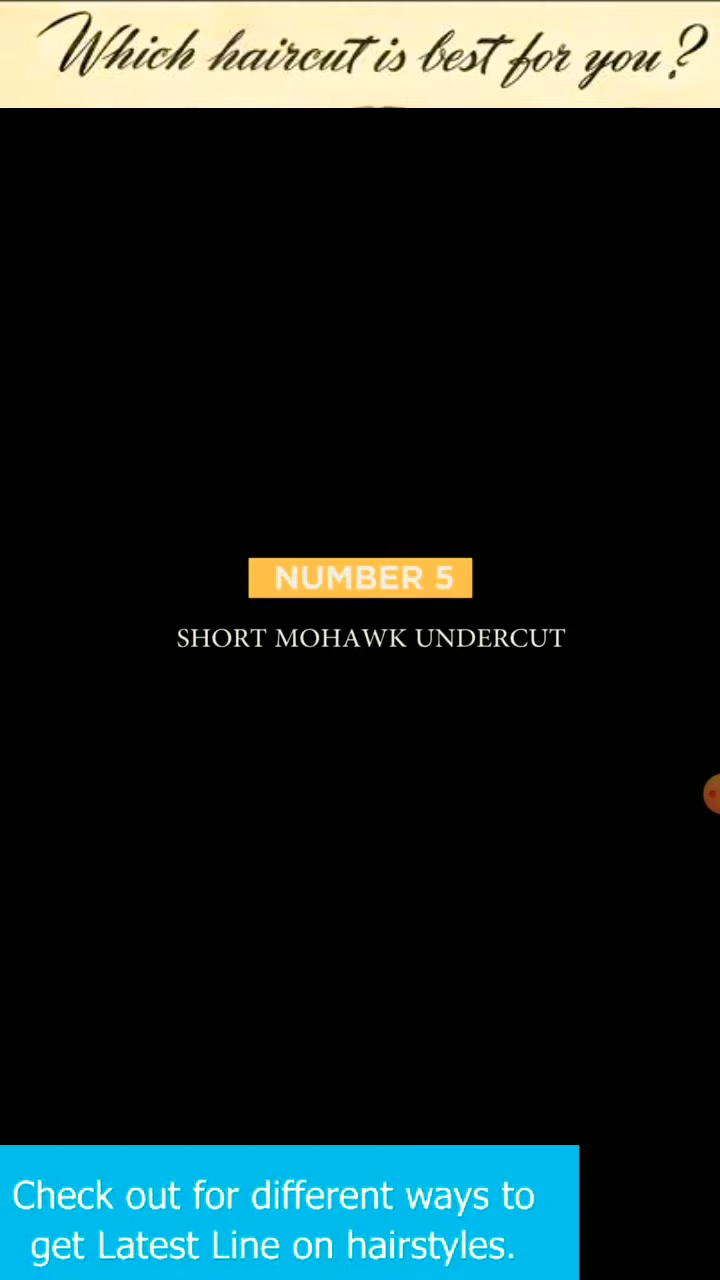 Which haircut is best for you?
NUMBER 5
SHORT MOHAWK UNDERCUT
Check out for different ways to
get Latest Line on hairstyles.